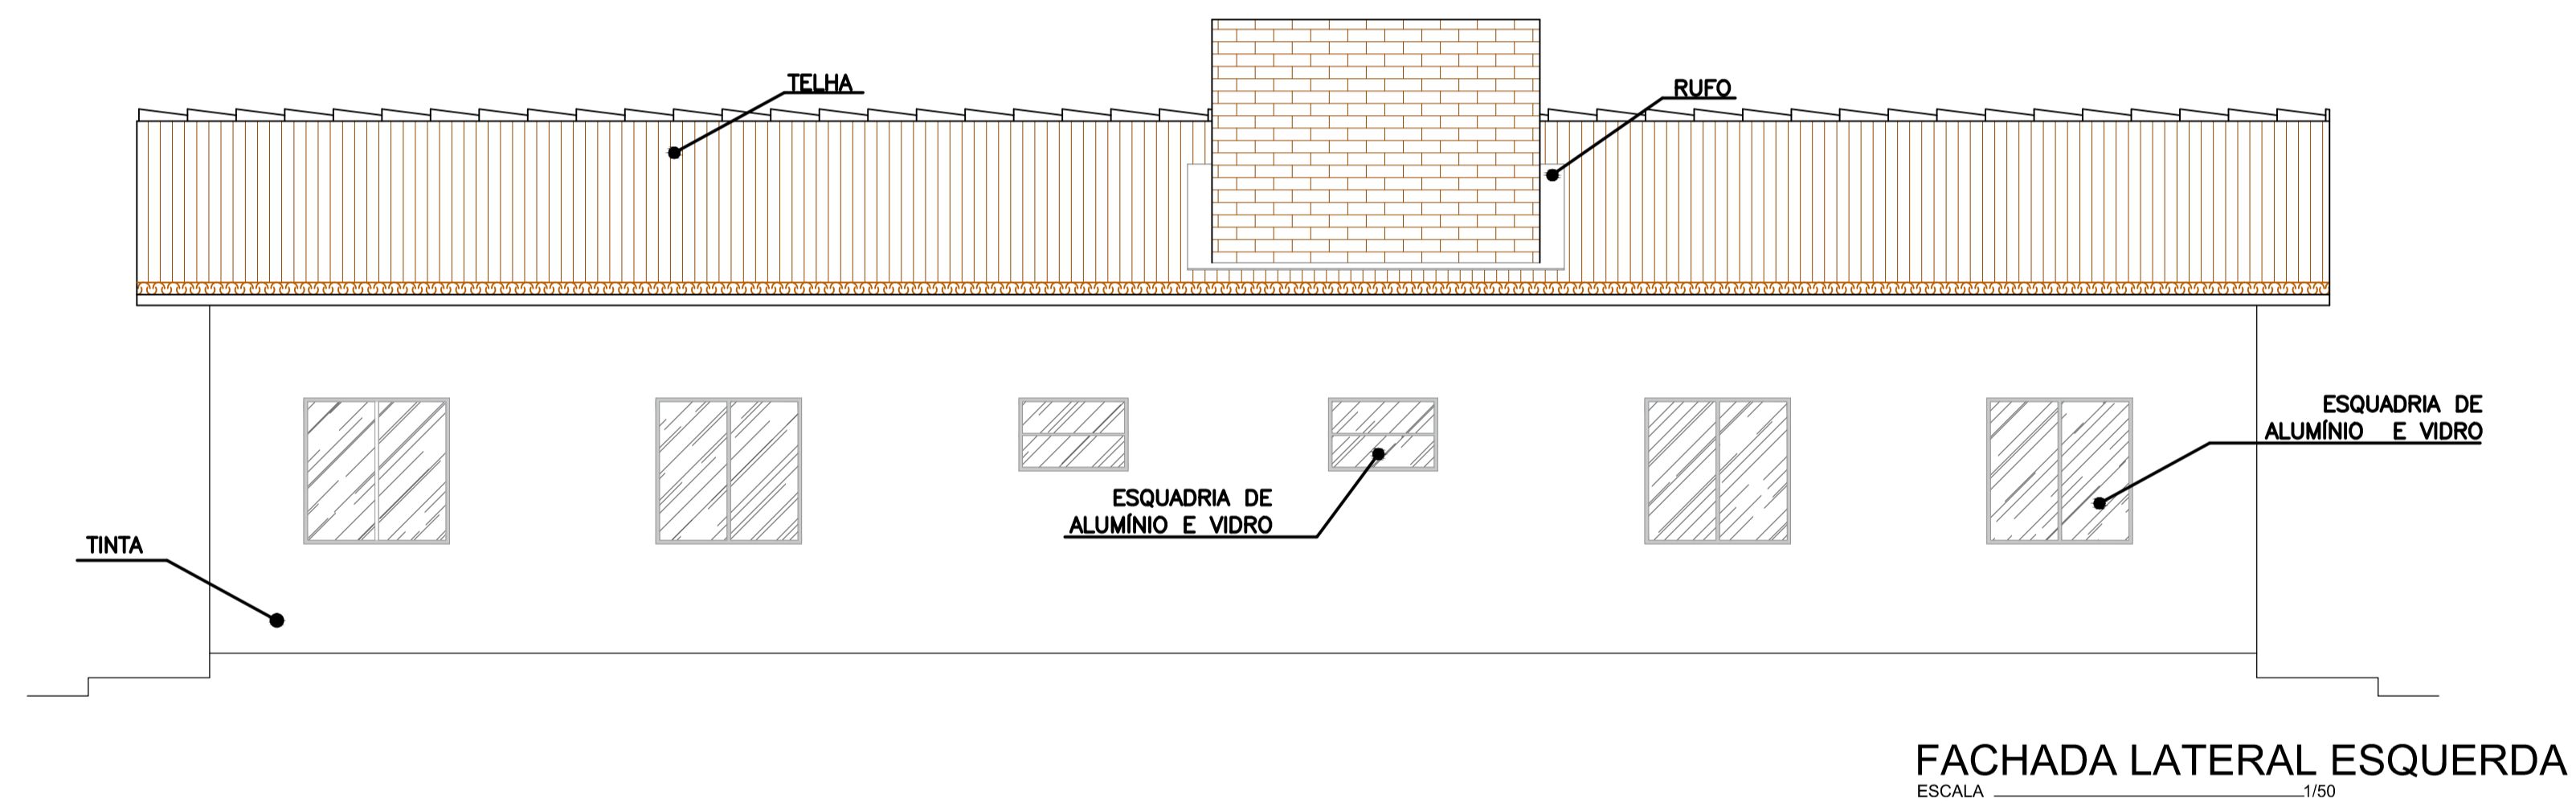 TELHA
RUFO
ESQUADRIA DE
ALUMÍNIO E VIDRO
ESQUADRIA DE
ALUMÍNIO E VIDRO
TINTA
FACHADA LATERAL ESQUERDA
ESCALA 1/50